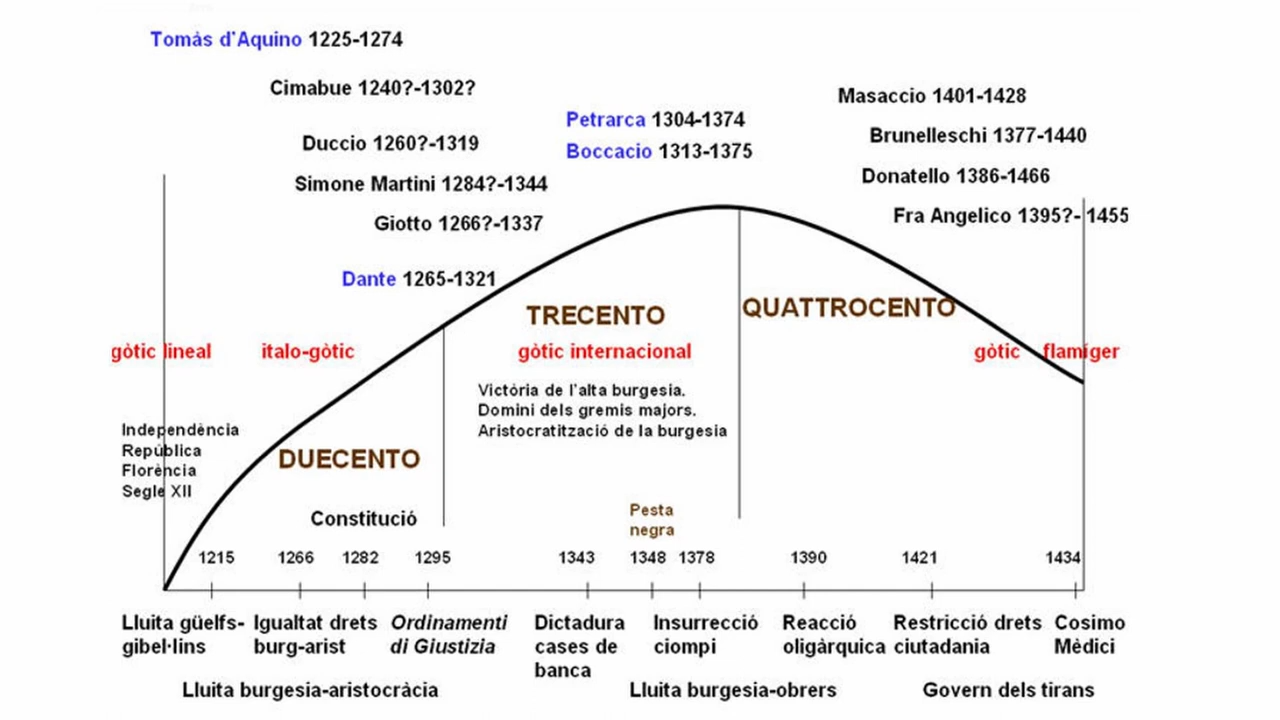 Tomàs d'Aquino 1225-1274
Cimabue 1240?-1302?
Duccio 1260?-1319
Simone Martini 1284?-1344
Giotto 1266?-1337
Dante 1265-1321
Petrarca 1304-1374
Boccacio 1313-1375
Masaccio 1401-1428
Brunelleschi 1377-1440
Donatello 1386-1466
Fra Angelico 1395?- 1455
TRECENTO
QUATTROCENTO
gòtic lineal
italo-gòtic
gòtic internacional
gòtic flamíger
Victòria de l'alta burgesia.
Domini dels gremis majors.
Aristocratització de la burgesia
Independència
República
Florència
Segle XII
DUECENTO
Constitució
Pesta
negra
1215
1266
1282
1295
1343
1348
1378
1390
1421
1434
Lluita güelfs-
gibel·lins
Igualtat drets
burg-arist
Ordinamenti
di Giustizia
Dictadura
cases de
banca
Insurrecció
ciompi
Reacció
oligàrquica
Restricció drets
ciutadania
Cosimo
Mèdici
Lluita burgesia-aristocràcia
Lluita burgesia-obrers
Govern dels tirans